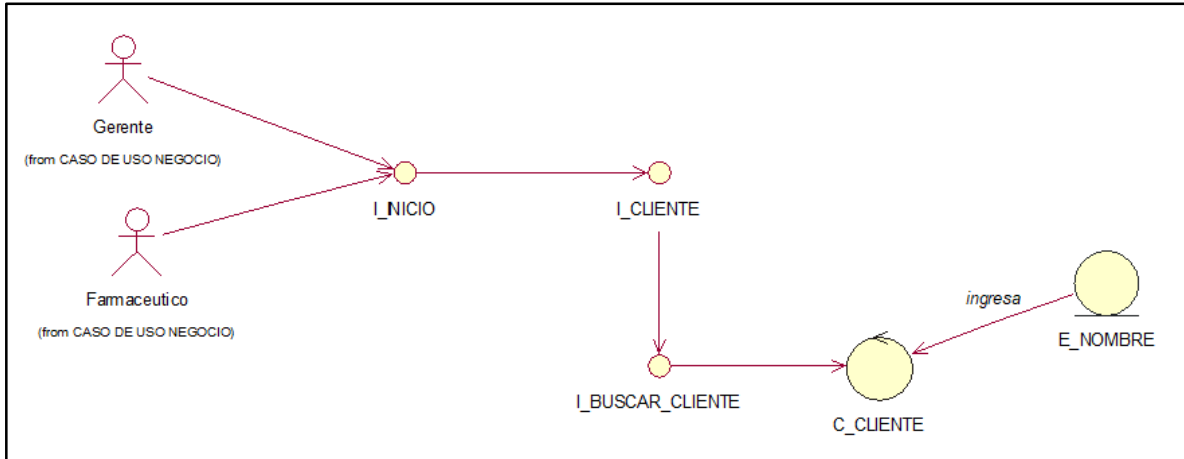 Gerente
(from CASO DE USO NEGOCIO)
I_INICIO
I_CLIENTE
Farmaceutico
(from CASO DE USO NEGOCIO)
ingresa
E_NOMBRE
I_BUSCAR_CLIENTE
C_CLIENTE